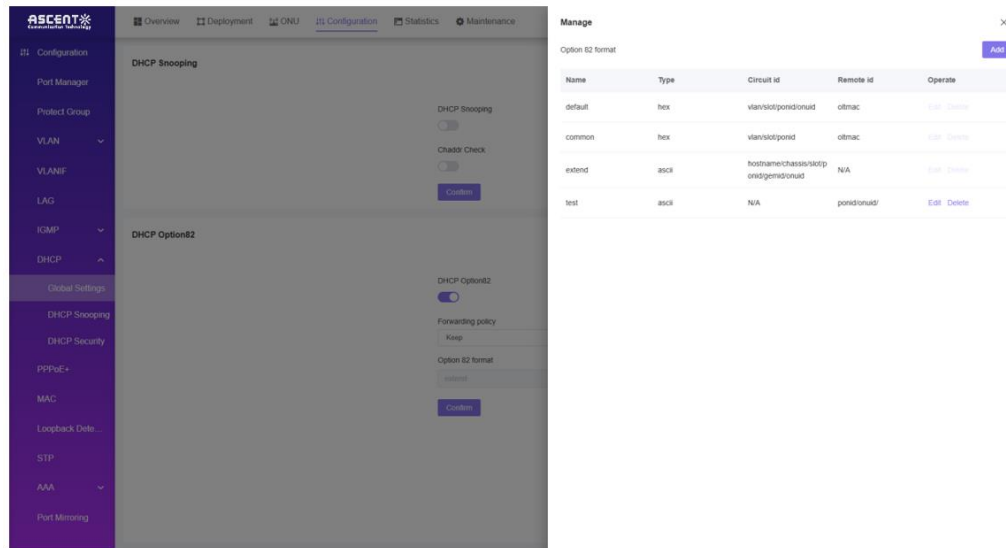 ASCENT
Communication Technology
Overview Deployment ONU Configuration Statistics Maintenance
Configuration
Port Manager
Protect Group
VLAN
VLANIF
LAG
IGMP
DHCP
Global Settings
DHCP Snooping
DHCP Security
PPPoE+
MAC
Loopback Dete...
STP
AAA
Port Mirroring
DHCP Snooping
DHCP Snooping
Chaddr Check
Confirm
DHCP Option82
DHCP Option82
Forwarding policy
Keep
Option 82 format
extend
Confirm
Manage
Option 82 format Add
Name Type Circuit id Remote id Operate
default hex vlan/slot/ponid/onuid oltmac Edit Delete
common hex vlan/slot/ponid oltmac Edit Delete
extend ascii hostname/chassis/slot/p N/A Edit Delete
onid/gemid/onuid
test ascii N/A ponid/onuid/ Edit Delete